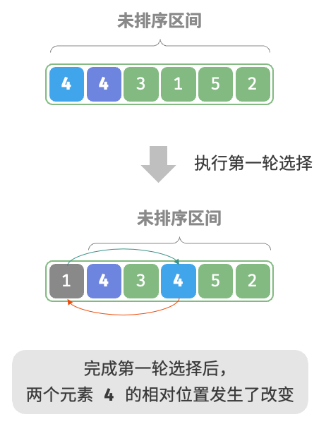 未排序区间
4 4 3 1 5 2
执行第一轮选择
未排序区间
1 4 3 4 5 2
完成第一轮选择后，
两个元素 4 的相对位置发生了改变